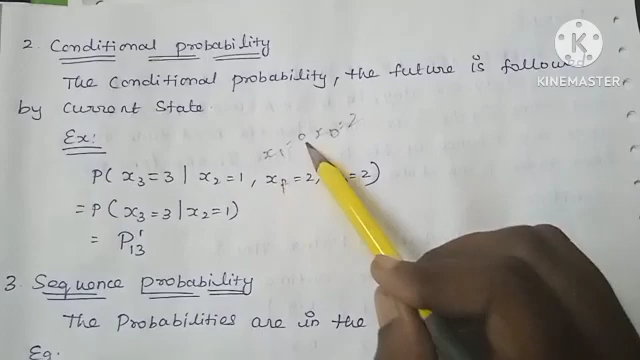 2. Conditional probability
The Conditional probability, the future is followed
by current state.
Ex:
x1=0 x0=2
P( x3=3 | x2=1, x1=2, =2)
= P( x3=3 | x2=1)
= P13'
3. Sequence probability
The Probabilities are in the
Eg:
KINEMASTER